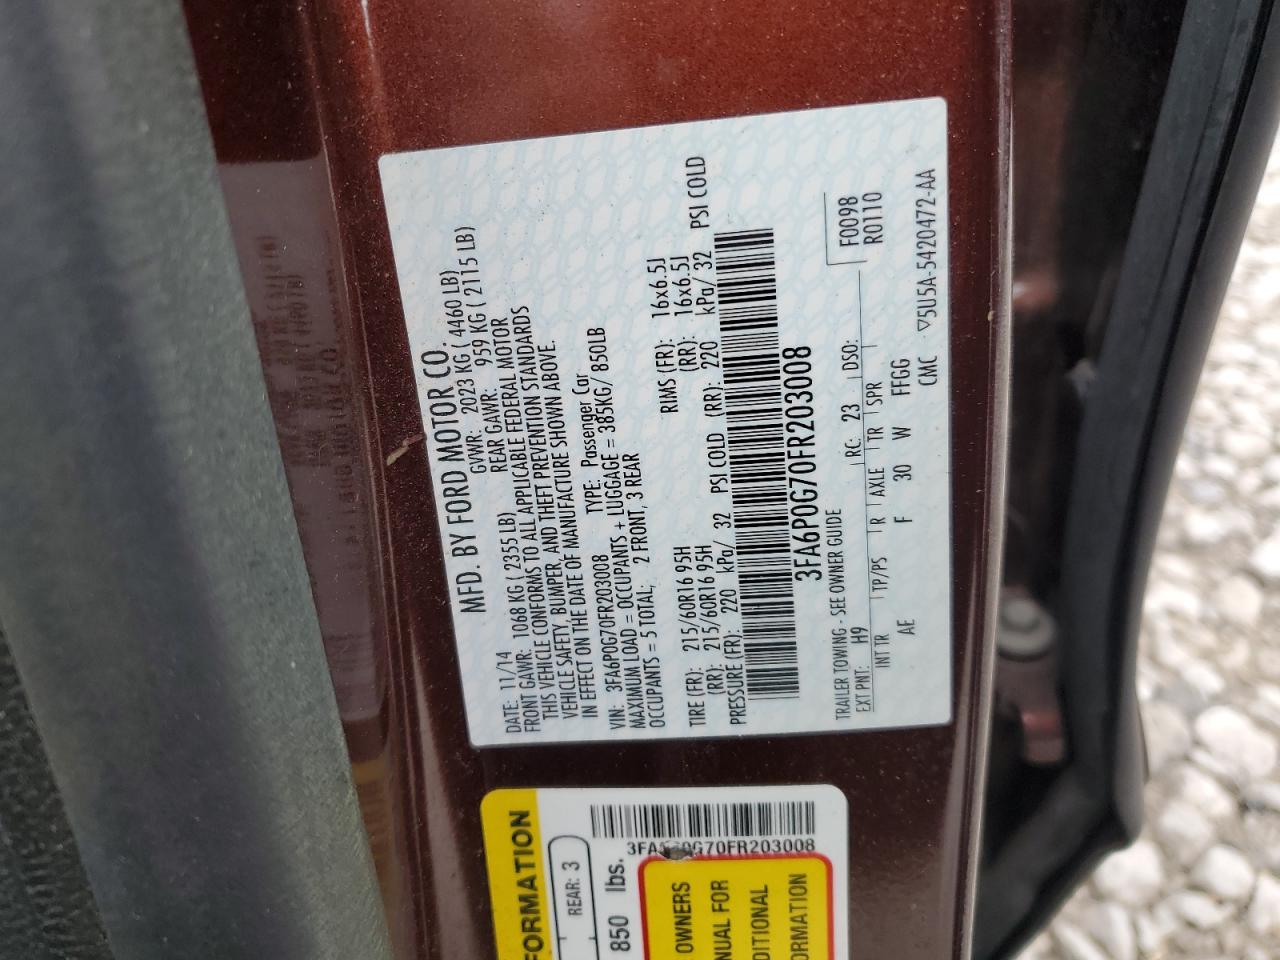 MFD. BY FORD MOTOR CO.
DATE: 11/14 GVWR: 2023 KG ( 4460 LB)
FRONT GAWR: 1068 KG ( 2355 LB) REAR GAWR: 959 KG ( 2115 LB)
THIS VEHICLE CONFORMS TO ALL APPLICABLE FEDERAL MOTOR
VEHICLE SAFETY, BUMPER, AND THEFT PREVENTION STANDARDS
IN EFFECT ON THE DATE OF MANUFACTURE SHOWN ABOVE.
VIN: 3FA6P0G70FR203008 TYPE: Passenger Car
MAXIMUM LOAD = OCCUPANTS + LUGGAGE = 385KG/ 850LB
OCCUPANTS = 5 TOTAL; 2 FRONT, 3 REAR
TIRE (FR): 215/60R16 95H RIMS (FR): 16x6.5J
(RR): 215/60R16 95H (RR): 16x6.5J
PRESSURE (FR): 220 kPa/ 32 PSI COLD (RR): 220 kPa/ 32 PSI COLD
3FA6P0G70FR203008
TRAILER TOWING - SEE OWNER GUIDE
EXT PNT: H9 RC: 23 DSO: F0098
R0110
INT TR TP/PS R AXLE TR SPR
AE F 30 W FFGG
CMC ▽5U5A-5420472-AA
FORMATION
REAR: 3
850 lbs.
OWNERS
NUAL FOR
DITIONAL
ORMATION